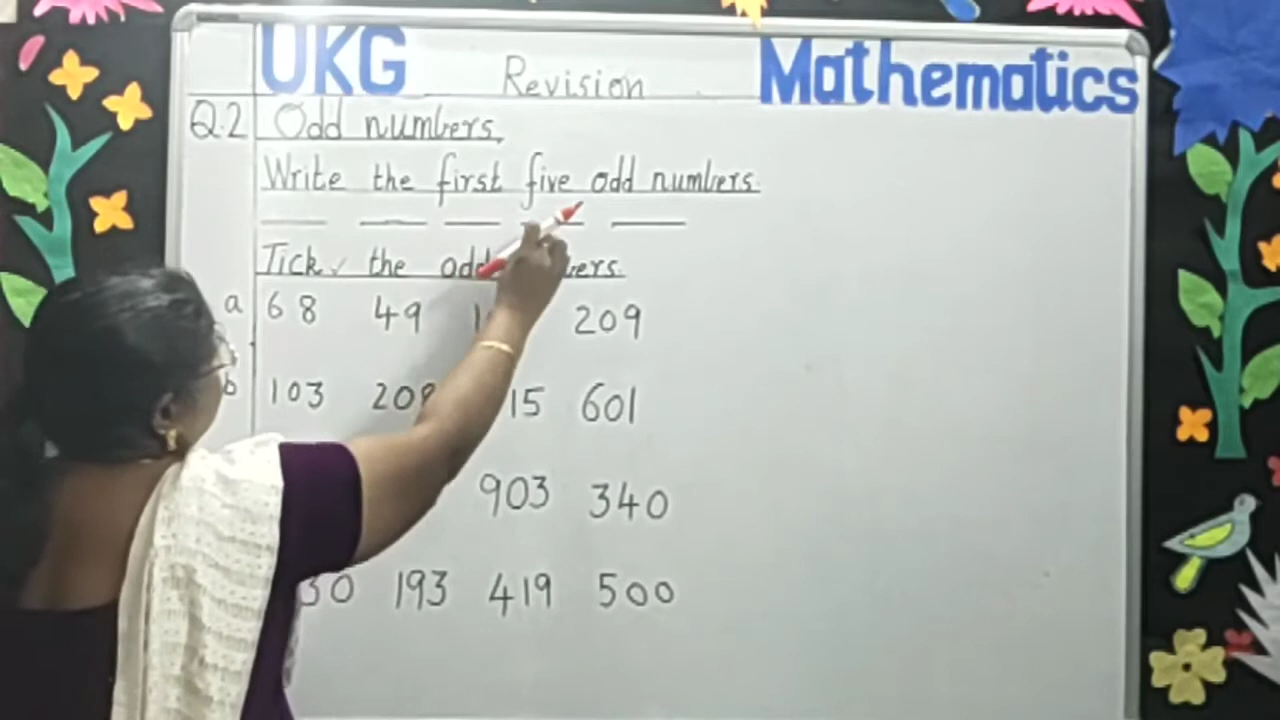 UKG Revision Mathematics
Q.2 Odd numbers,
Write the first five odd numbers.
Tick ✓ the
a 68 49 209
b 103 15 601
903 340
193 419 500